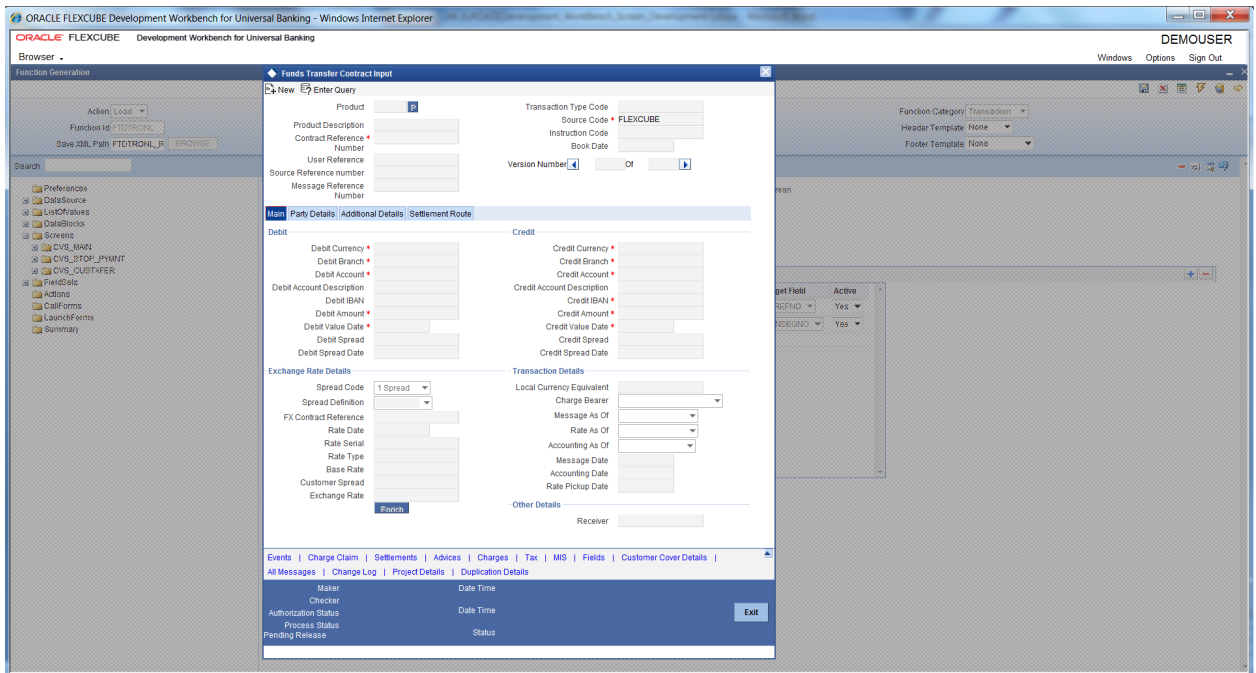 ORACLE FLEXCUBE Development Workbench for Universal Banking - Windows Internet Explorer
ORACLE FLEXCUBE Development Workbench for Universal Banking DEMOUSER
Browser Windows Options Sign Out
Function Generation
Action Load
Function Id FTDTRONL
Save XML Path FTDTRONL_R BROWSE
Function Category Transaction
Header Template None
Footer Template None
Search
Preferences
DataSource
ListOfValues
DataBlocks
Screens
CVS_MAIN
CVS_STOP_PYMNT
CVS_CUSTXFER
FieldSets
Actions
CallForms
LaunchForms
Summary
Funds Transfer Contract Input
New Enter Query
Product P Transaction Type Code
Product Description Source Code * FLEXCUBE
Contract Reference * Number Instruction Code
Book Date
User Reference Version Number Of
Source Reference number
Message Reference Number
Main Party Details Additional Details Settlement Route
Debit Credit
Debit Currency * Credit Currency *
Debit Branch * Credit Branch *
Debit Account * Credit Account *
Debit Account Description Credit Account Description
Debit IBAN Credit IBAN *
Debit Amount * Credit Amount *
Debit Value Date * Credit Value Date *
Debit Spread Credit Spread
Debit Spread Date Credit Spread Date
Exchange Rate Details Transaction Details
Spread Code 1 Spread Local Currency Equivalent
Spread Definition Charge Bearer
FX Contract Reference Message As Of
Rate Date Rate As Of
Rate Serial Accounting As Of
Rate Type Message Date
Base Rate Accounting Date
Customer Spread Rate Pickup Date
Exchange Rate
Enrich Other Details
Receiver
Events | Charge Claim | Settlements | Advices | Charges | Tax | MIS | Fields | Customer Cover Details |
All Messages | Change Log | Project Details | Duplication Details
Maker Date Time
Checker
Authorization Status Date Time
Process Status
Pending Release Status
Exit
get Field Active
REFNO Yes
Yes